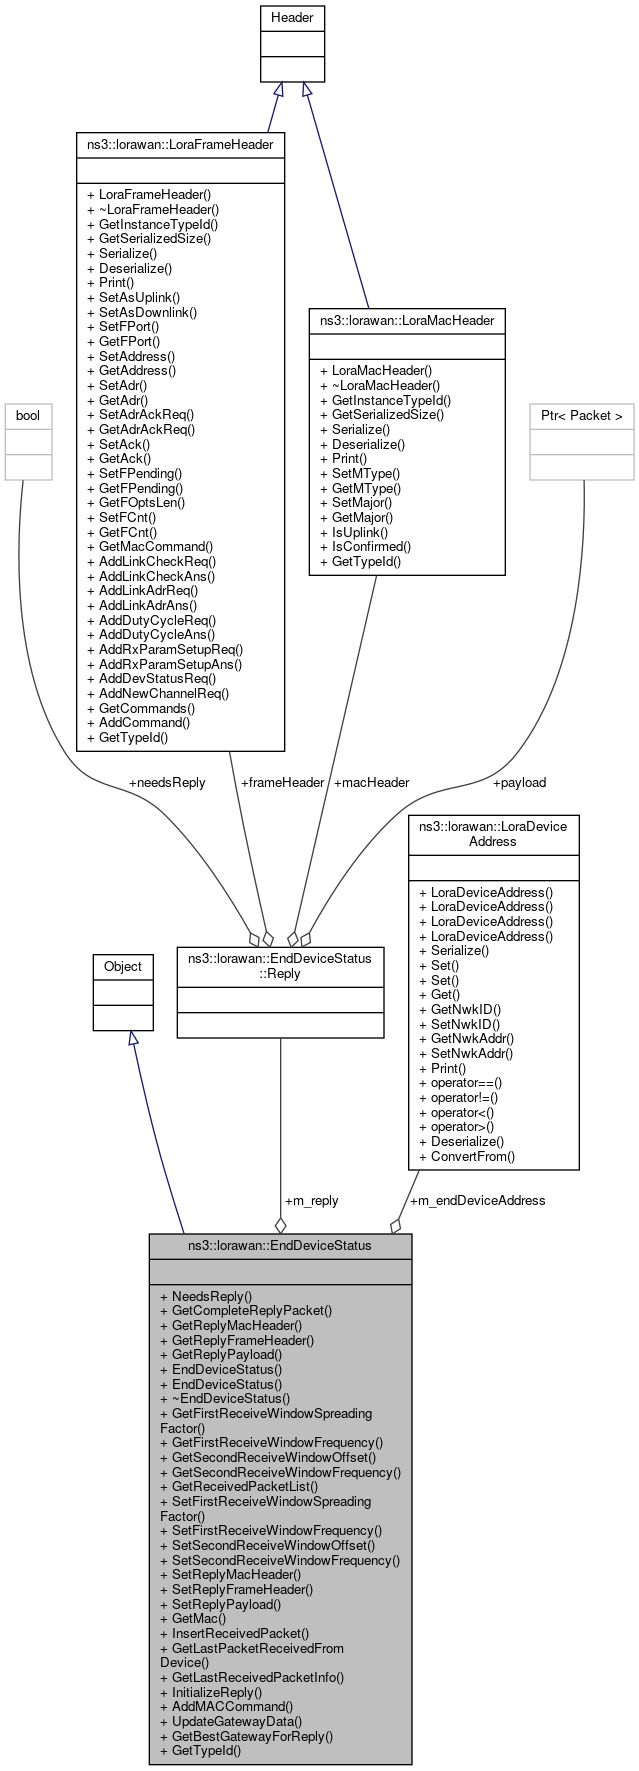 Header
ns3::lorawan::LoraFrameHeader
+ LoraFrameHeader()
+ ~LoraFrameHeader()
+ GetInstanceTypeId()
+ GetSerializedSize()
+ Serialize()
+ Deserialize()
+ Print()
+ SetAsUplink()
+ SetAsDownlink()
+ SetFPort()
+ GetFPort()
+ SetAddress()
+ GetAddress()
+ SetAdr()
+ GetAdr()
+ SetAdrAckReq()
+ GetAdrAckReq()
+ SetAck()
+ GetAck()
+ SetFPending()
+ GetFPending()
+ GetFOptsLen()
+ SetFCnt()
+ GetFCnt()
+ GetMacCommand()
+ AddLinkCheckReq()
+ AddLinkCheckAns()
+ AddLinkAdrReq()
+ AddLinkAdrAns()
+ AddDutyCycleReq()
+ AddDutyCycleAns()
+ AddRxParamSetupReq()
+ AddRxParamSetupAns()
+ AddDevStatusReq()
+ AddNewChannelReq()
+ GetCommands()
+ AddCommand()
+ GetTypeId()
ns3::lorawan::LoraMacHeader
+ LoraMacHeader()
+ ~LoraMacHeader()
+ GetInstanceTypeId()
+ GetSerializedSize()
+ Serialize()
+ Deserialize()
+ Print()
+ SetMType()
+ GetMType()
+ SetMajor()
+ GetMajor()
+ IsUplink()
+ IsConfirmed()
+ GetTypeId()
bool
Ptr< Packet >
+needsReply
+frameHeader
+macHeader
+payload
ns3::lorawan::LoraDevice
Address
+ LoraDeviceAddress()
+ LoraDeviceAddress()
+ LoraDeviceAddress()
+ LoraDeviceAddress()
+ Serialize()
+ Set()
+ Set()
+ Get()
+ GetNwkID()
+ SetNwkID()
+ GetNwkAddr()
+ SetNwkAddr()
+ Print()
+ operator==()
+ operator!=()
+ operator<()
+ operator>()
+ Deserialize()
+ ConvertFrom()
ns3::lorawan::EndDeviceStatus
::Reply
Object
+m_reply
+m_endDeviceAddress
ns3::lorawan::EndDeviceStatus
+ NeedsReply()
+ GetCompleteReplyPacket()
+ GetReplyMacHeader()
+ GetReplyFrameHeader()
+ GetReplyPayload()
+ EndDeviceStatus()
+ EndDeviceStatus()
+ ~EndDeviceStatus()
+ GetFirstReceiveWindowSpreading
Factor()
+ GetFirstReceiveWindowFrequency()
+ GetSecondReceiveWindowOffset()
+ GetSecondReceiveWindowFrequency()
+ GetReceivedPacketList()
+ SetFirstReceiveWindowSpreading
Factor()
+ SetFirstReceiveWindowFrequency()
+ SetSecondReceiveWindowOffset()
+ SetSecondReceiveWindowFrequency()
+ SetReplyMacHeader()
+ SetReplyFrameHeader()
+ SetReplyPayload()
+ GetMac()
+ InsertReceivedPacket()
+ GetLastPacketReceivedFrom
Device()
+ GetLastReceivedPacketInfo()
+ InitializeReply()
+ AddMACCommand()
+ UpdateGatewayData()
+ GetBestGatewayForReply()
+ GetTypeId()